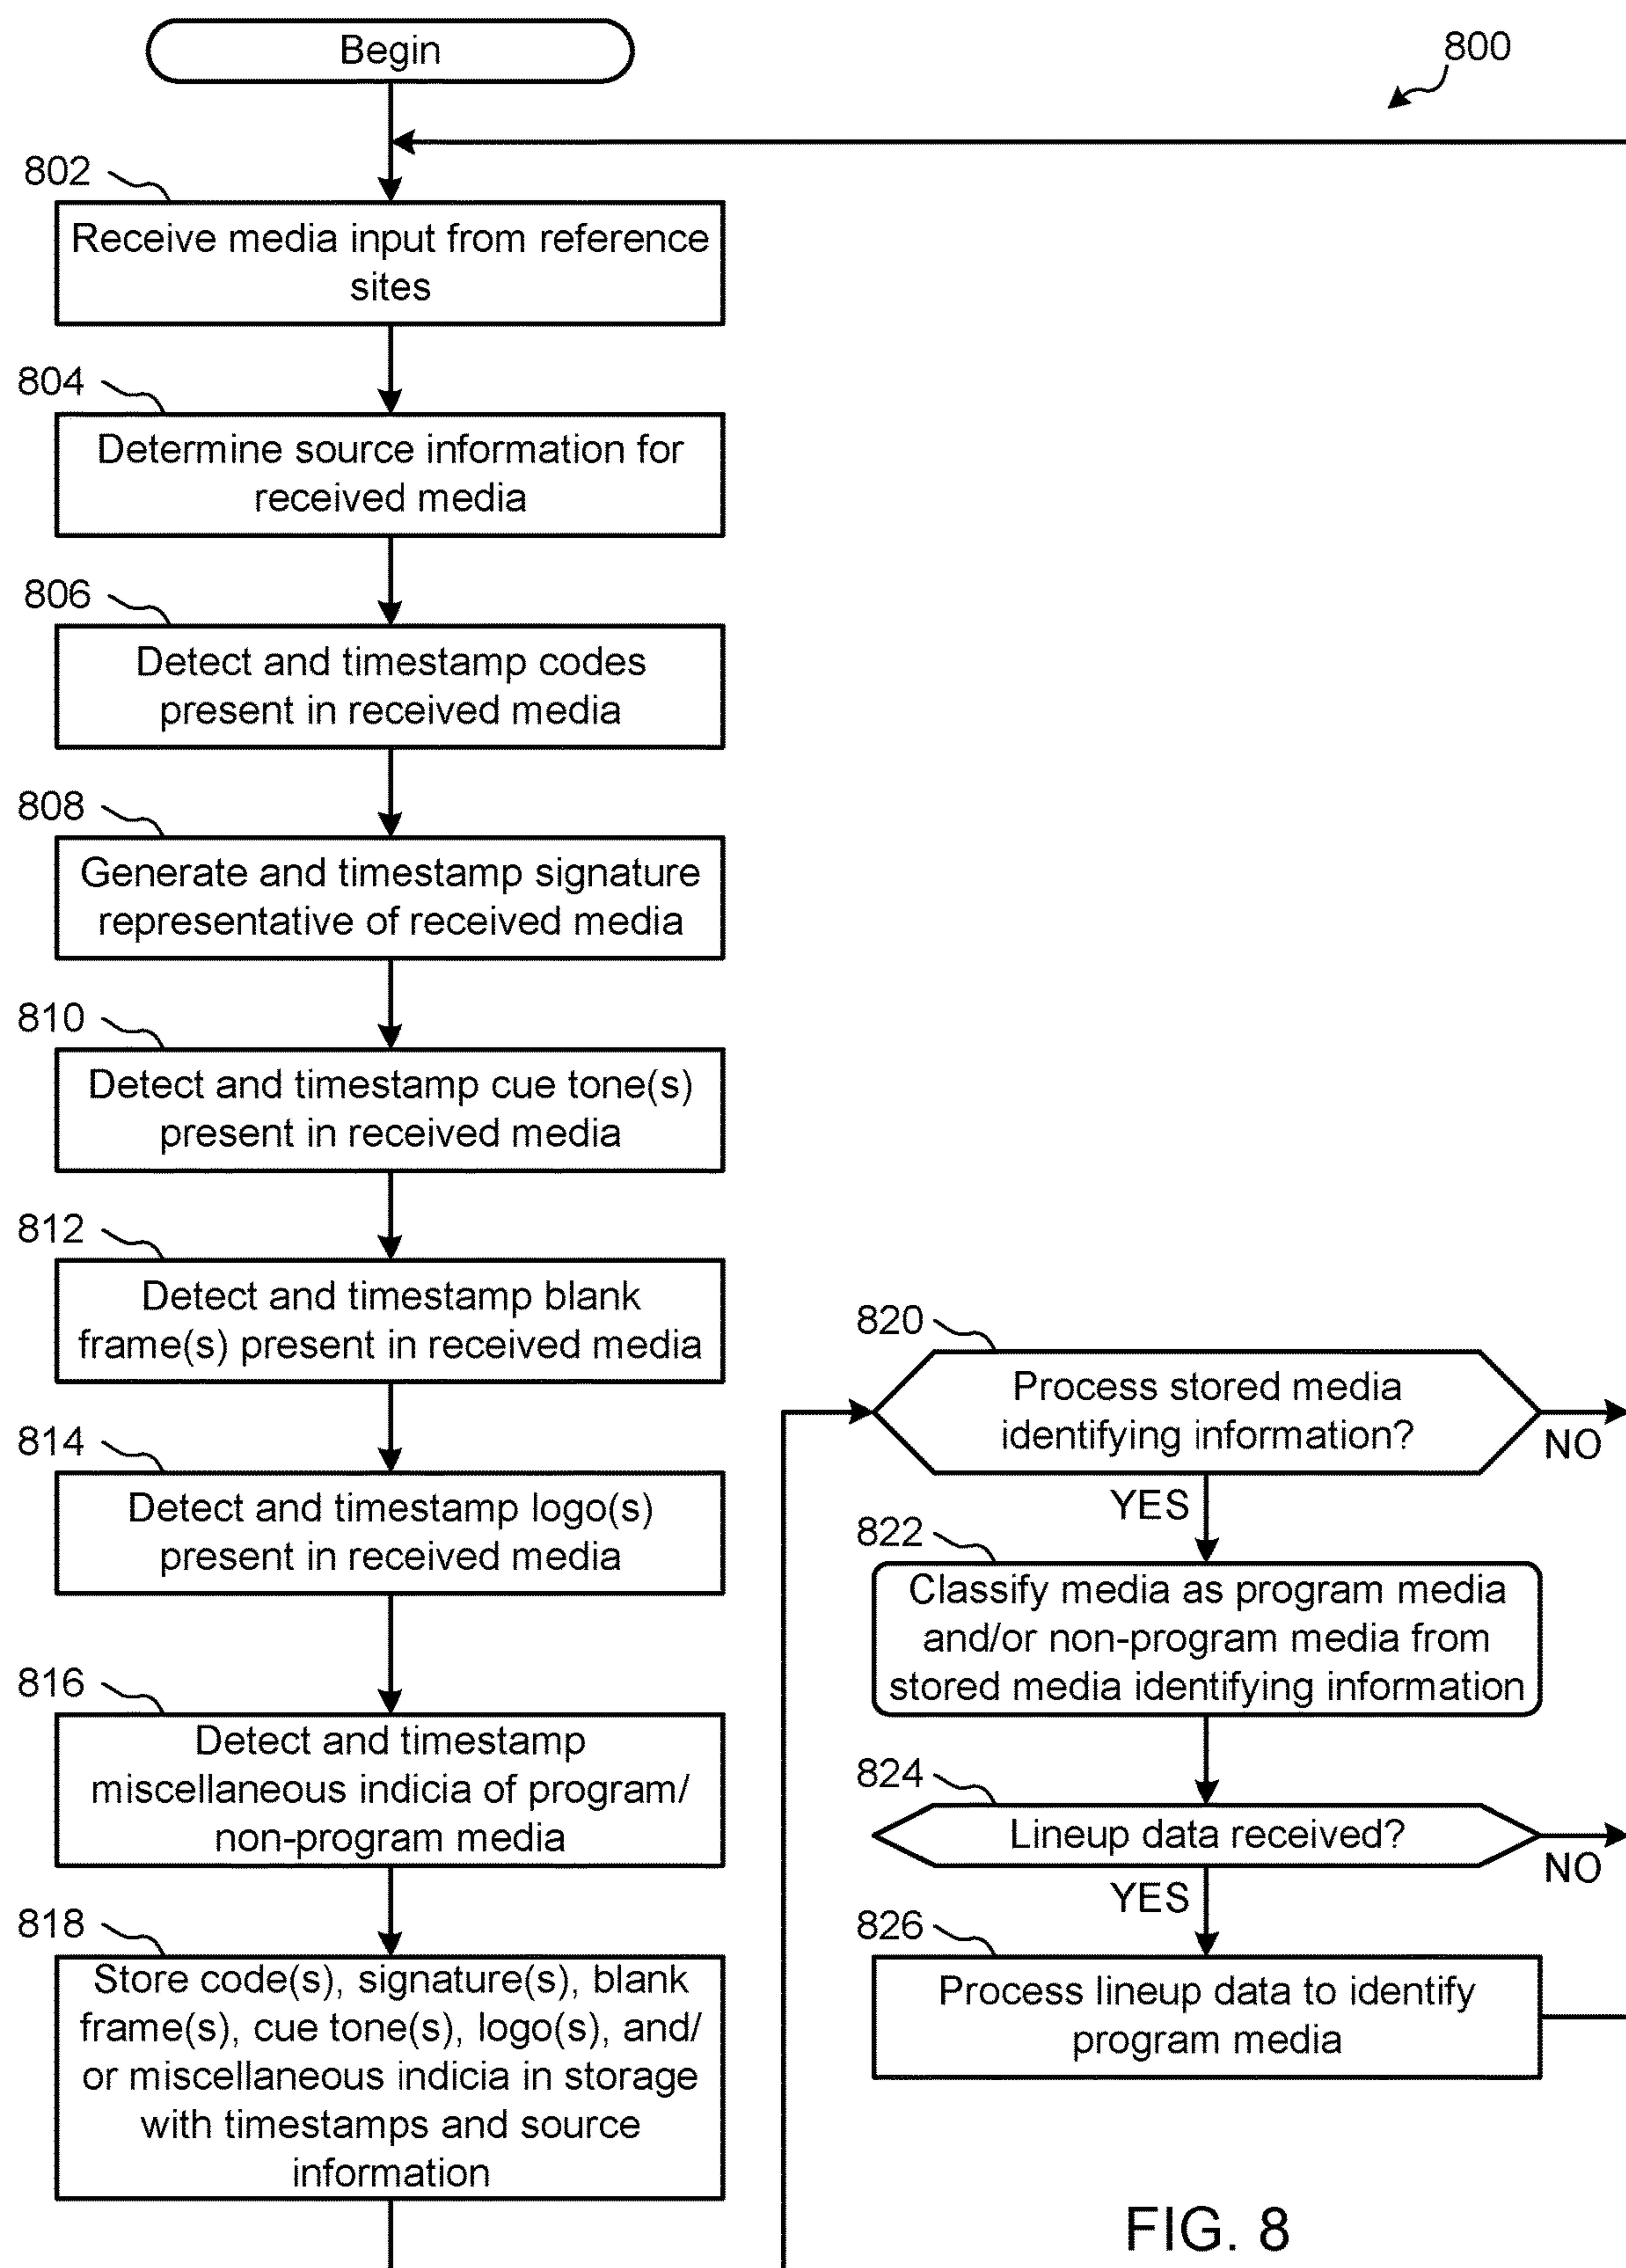 Begin
800
802
Receive media input from reference
sites
804
Determine source information for
received media
806
Detect and timestamp codes
present in received media
808
Generate and timestamp signature
representative of received media
810
Detect and timestamp cue tone(s)
present in received media
812
Detect and timestamp blank
frame(s) present in received media
814
Detect and timestamp logo(s)
present in received media
816
Detect and timestamp
miscellaneous indicia of program/
non-program media
818
Store code(s), signature(s), blank
frame(s), cue tone(s), logo(s), and/
or miscellaneous indicia in storage
with timestamps and source
information
820
Process stored media
identifying information?
NO
YES
822
Classify media as program media
and/or non-program media from
stored media identifying information
824
Lineup data received?
NO
YES
826
Process lineup data to identify
program media
FIG. 8